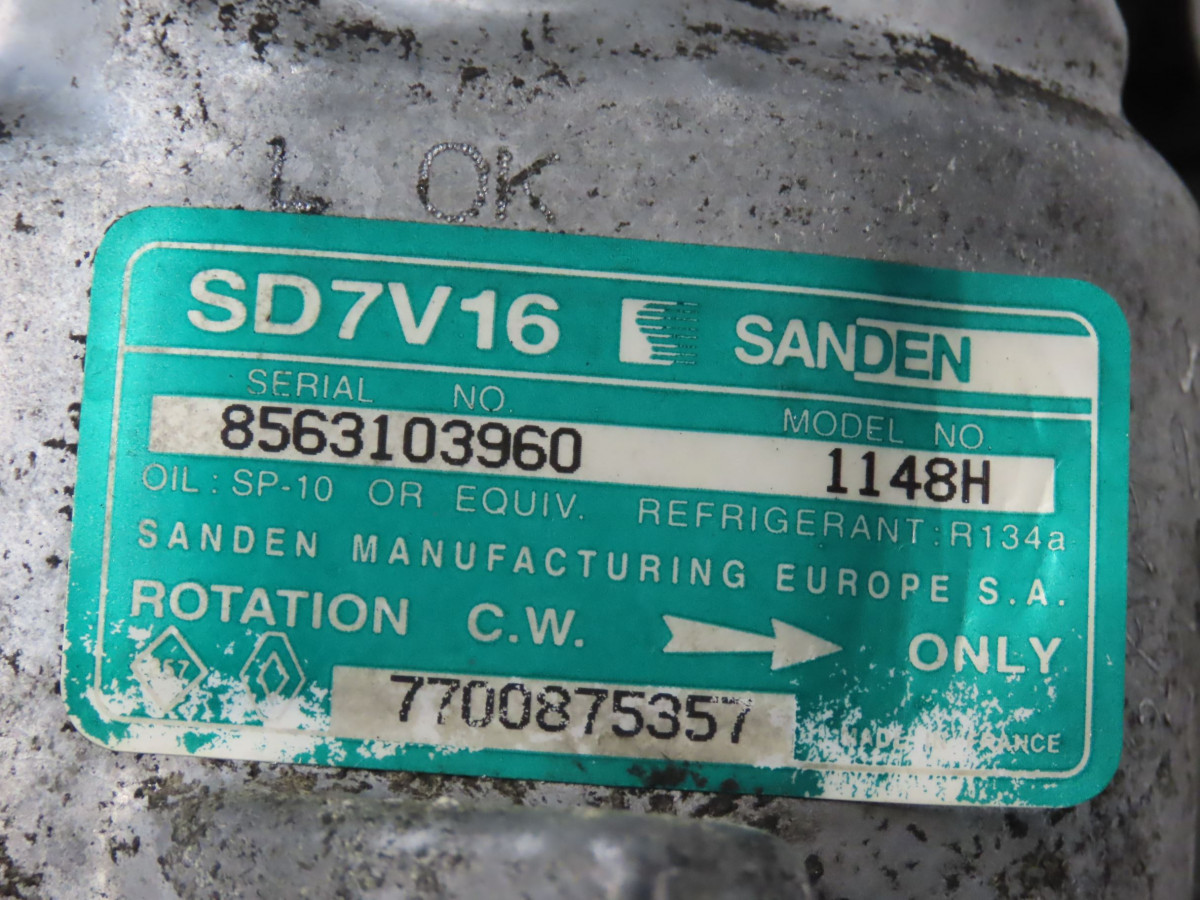 L OK
SD7V16 SANDEN
SERIAL NO.
MODEL NO.
8563103960 1148H
OIL: SP-10 OR EQUIV. REFRIGERANT: R134a
SANDEN MANUFACTURING EUROPE S.A.
ROTATION C.W. ONLY
7700875357